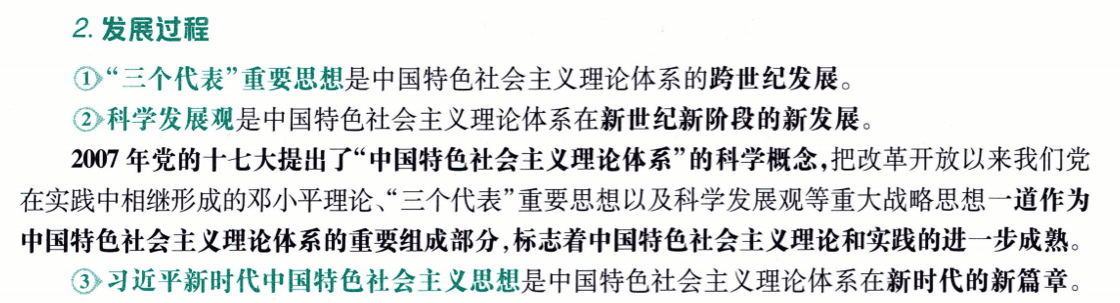 2. 发展过程
①“三个代表”重要思想是中国特色社会主义理论体系的跨世纪发展。
②科学发展观是中国特色社会主义理论体系在新世纪新阶段的新发展。
2007年党的十七大提出了“中国特色社会主义理论体系”的科学概念,把改革开放以来我们党
在实践中相继形成的邓小平理论、“三个代表”重要思想以及科学发展观等重大战略思想一道作为
中国特色社会主义理论体系的重要组成部分,标志着中国特色社会主义理论和实践的进一步成熟。
③习近平新时代中国特色社会主义思想是中国特色社会主义理论体系在新时代的新篇章。